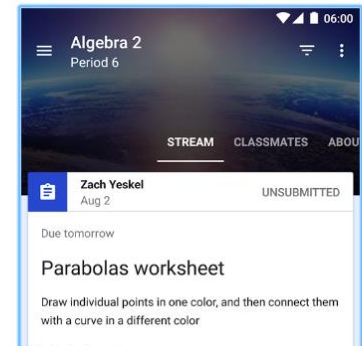 06:00
Algebra 2
Period 6
STREAM CLASSMATES ABOU
Zach Yeskel
Aug 2
UNSUBMITTED
Due tomorrow
Parabolas worksheet
Draw individual points in one color, and then connect them
with a curve in a different color